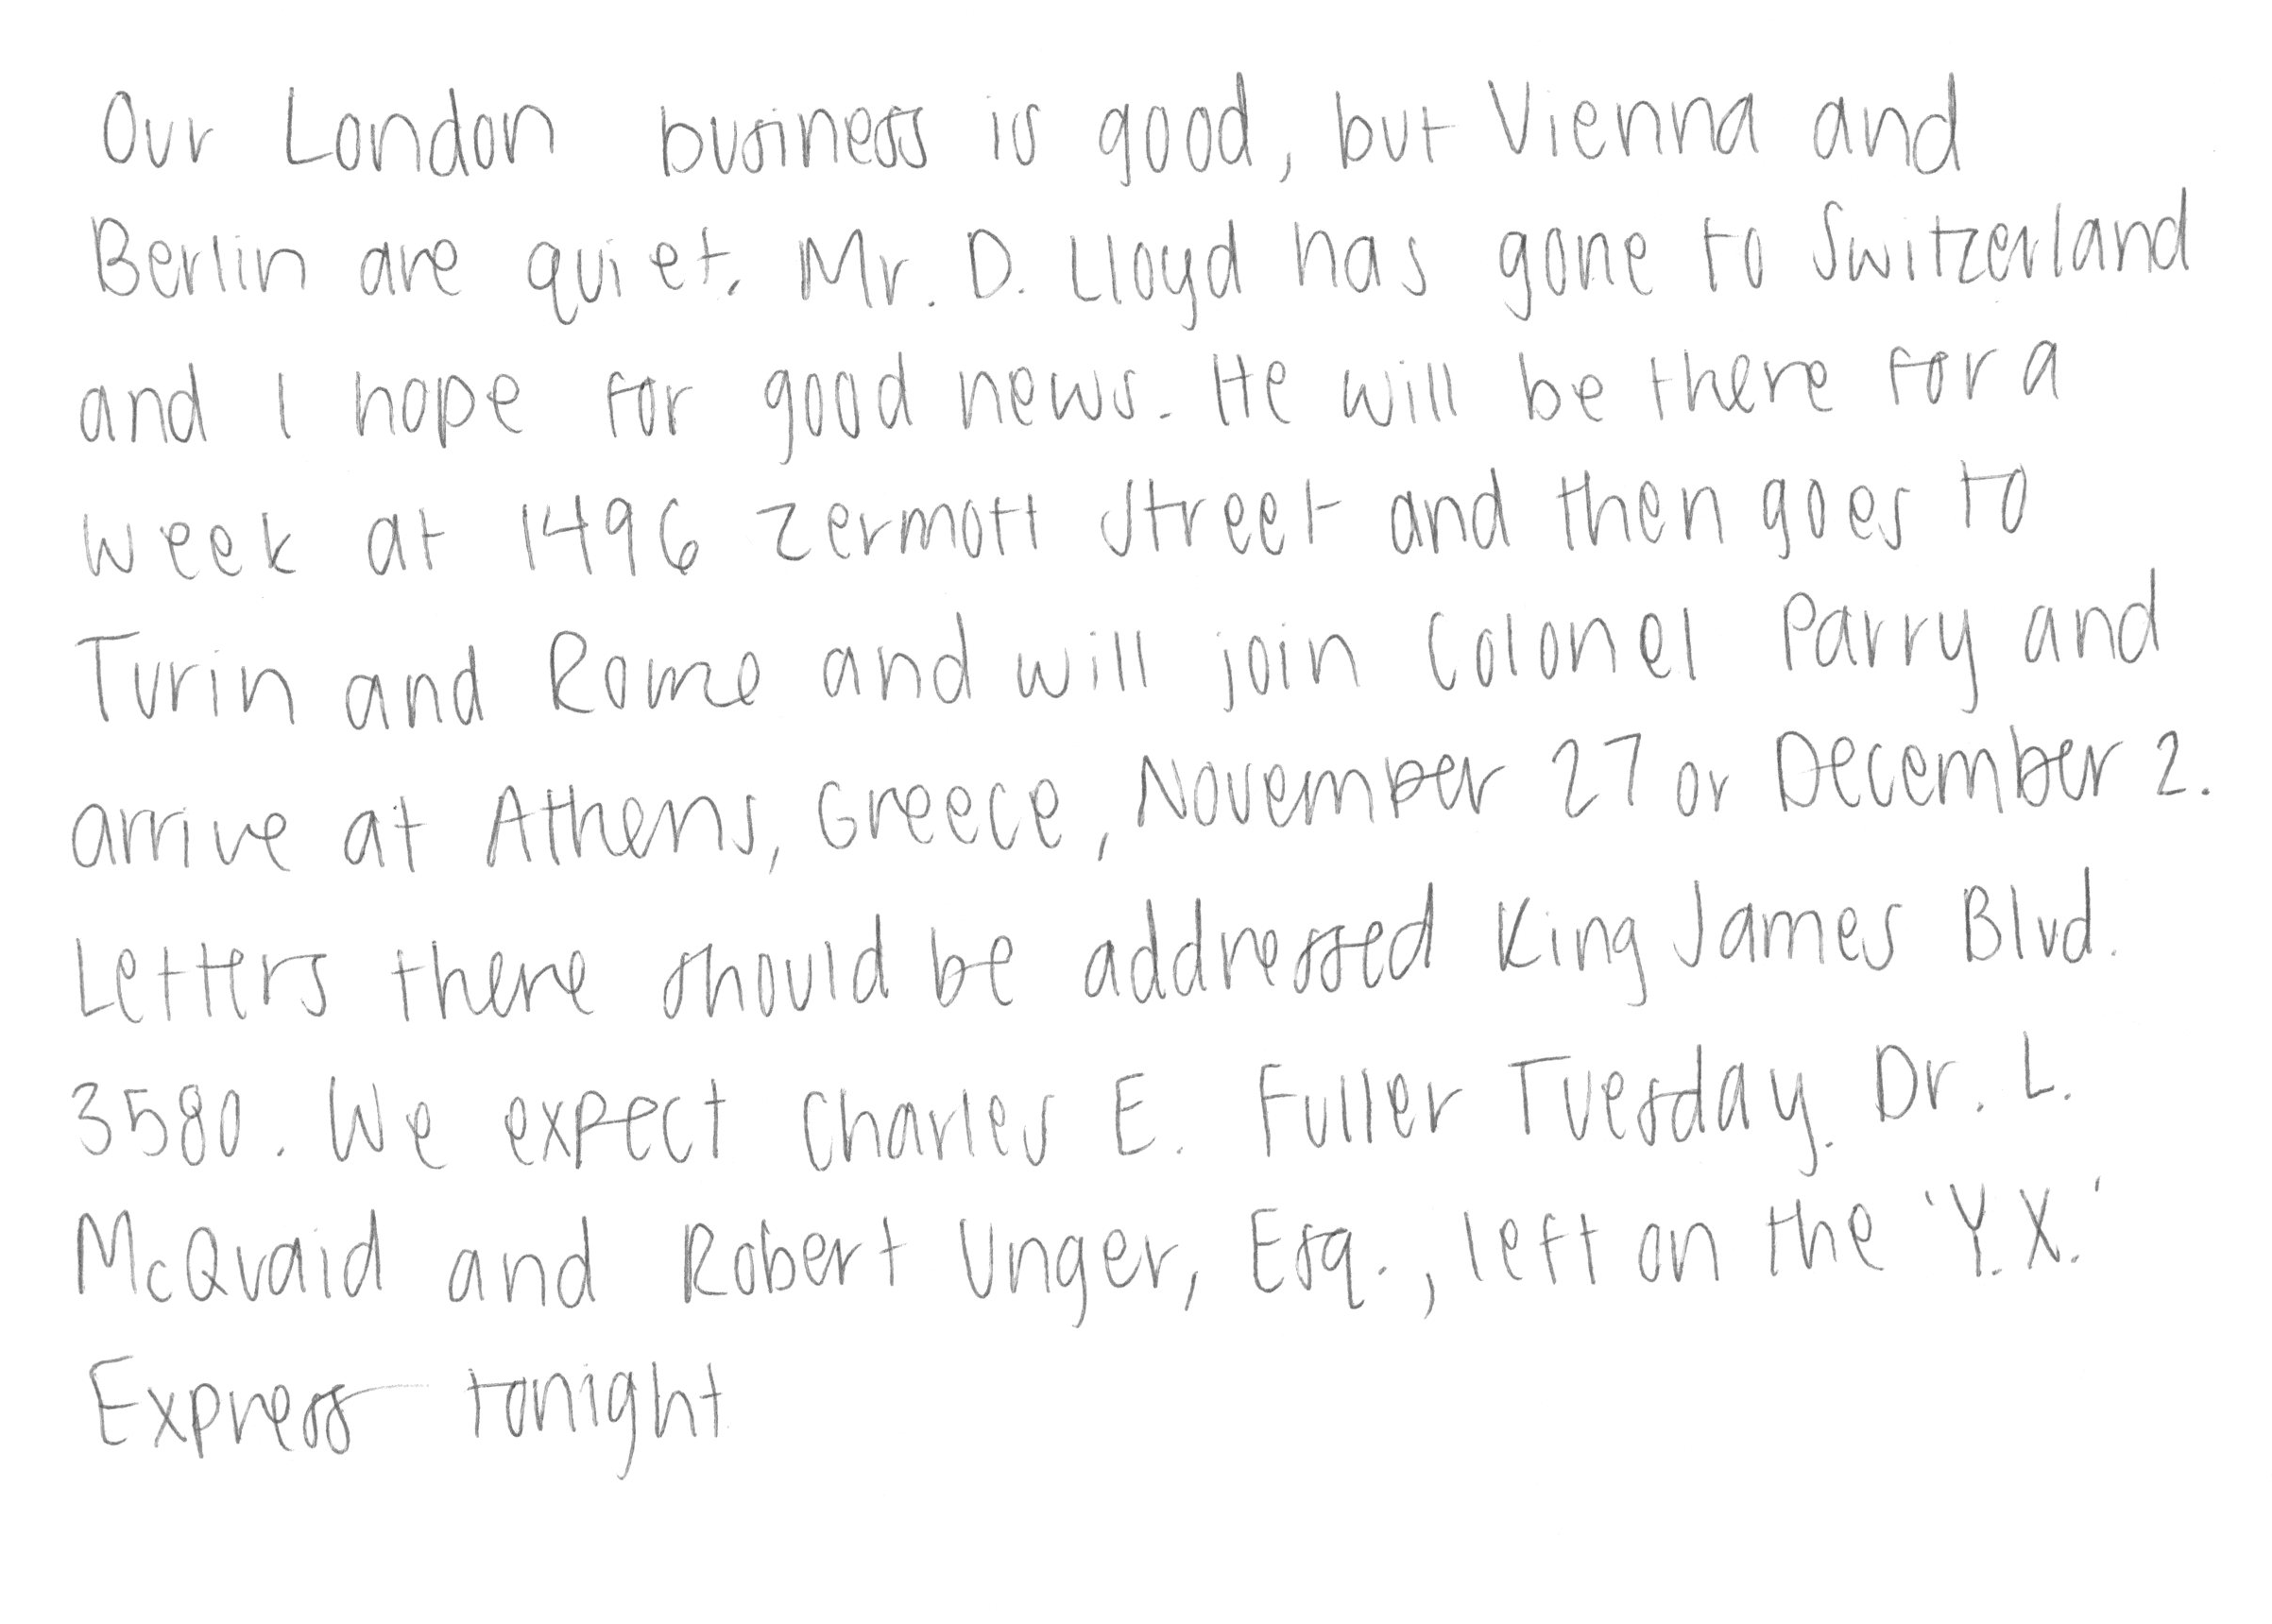 Our London business is good, but Vienna and
Berlin are quiet. Mr. D. Lloyd has gone to Switzerland
and I hope for good news. He will be there for a
week at 1496 Zermott Street and then goes to
Turin and Rome and will join Colonel Parry and
arrive at Athens, Greece, November 27 or December 2.
Letters there should be addressed King James Blvd.
3580. We expect Charles E. Fuller Tuesday. Dr. L.
McQuaid and Robert Unger, Esq., left on the 'Y.X.'
Express tonight